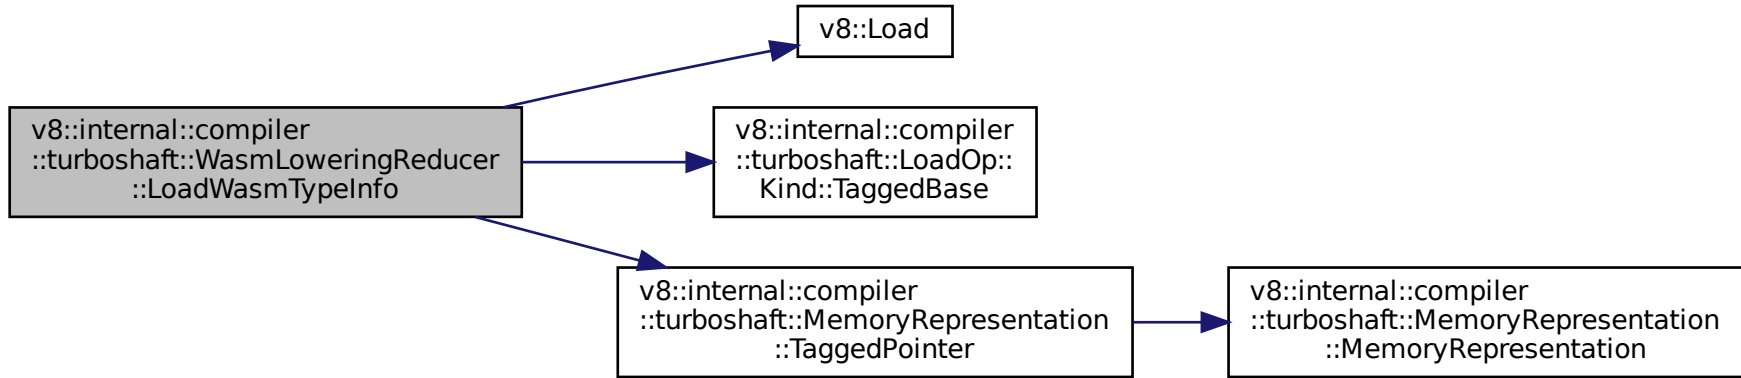 v8::Load
v8::internal::compiler
::turboshaft::WasmLoweringReducer
::LoadWasmTypeInfo
v8::internal::compiler
::turboshaft::LoadOp::
Kind::TaggedBase
v8::internal::compiler
::turboshaft::MemoryRepresentation
::TaggedPointer
v8::internal::compiler
::turboshaft::MemoryRepresentation
::MemoryRepresentation